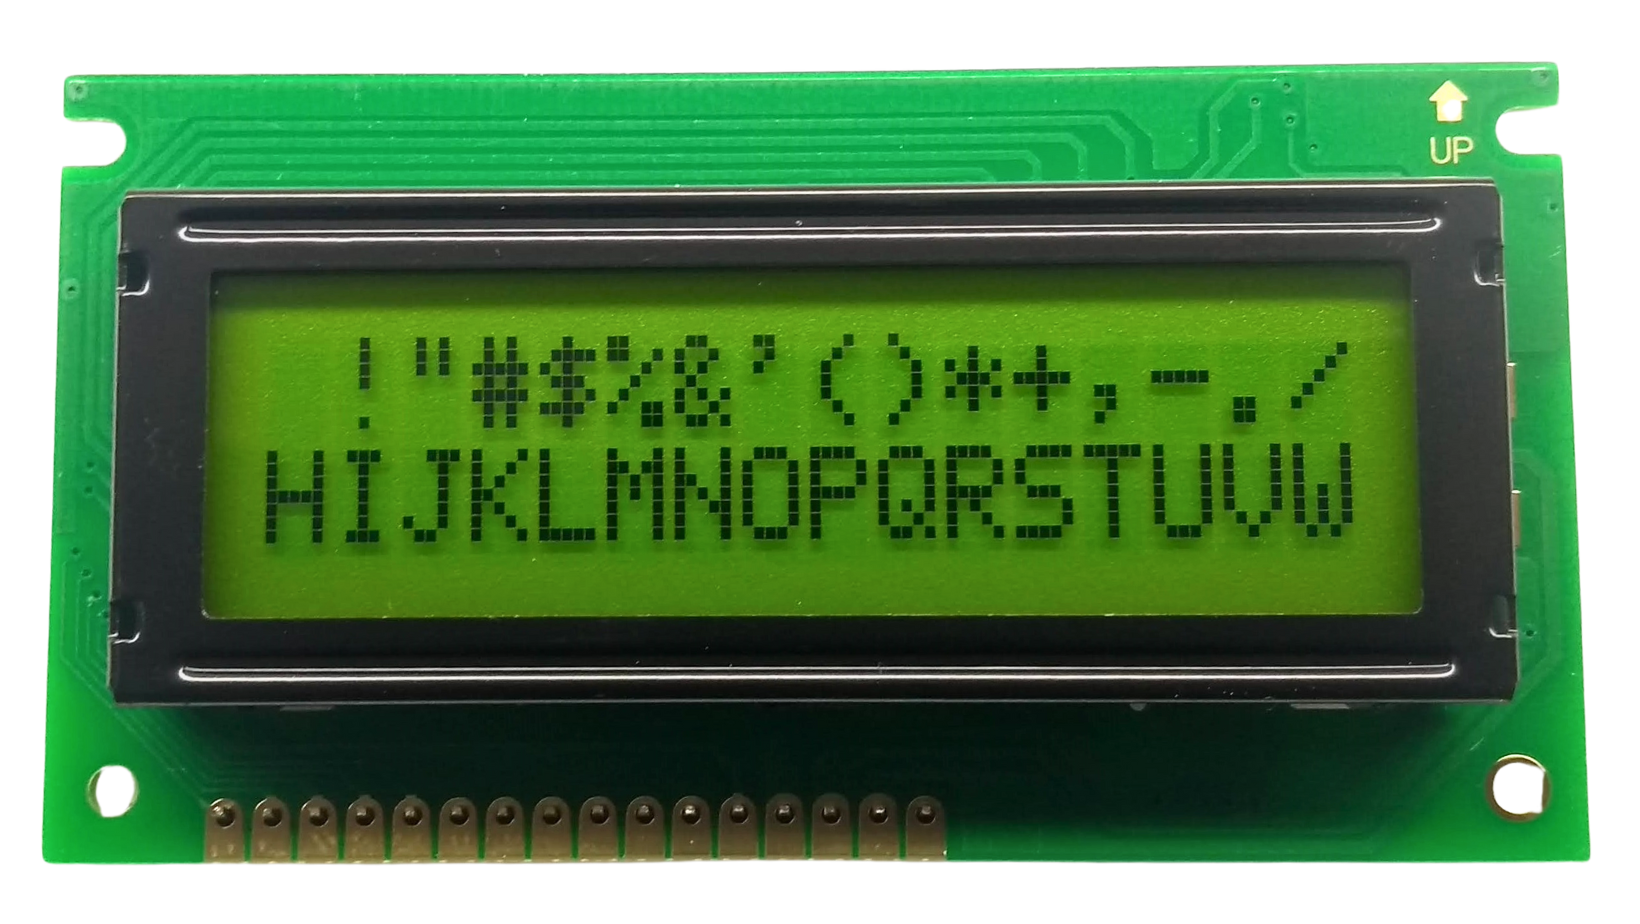 UP
!"#$%&'()*+,-./
HIJKLMNOPQRSTUVW